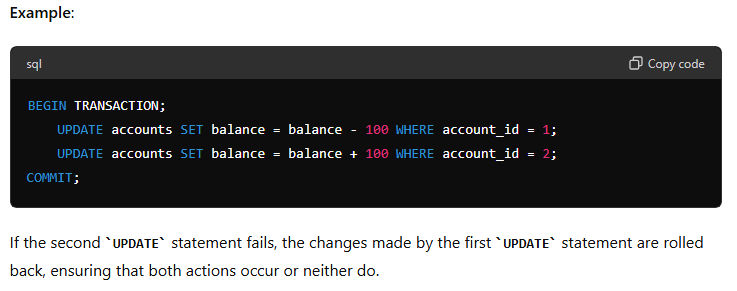 Example:
sql
Copy code
BEGIN TRANSACTION;
UPDATE accounts SET balance = balance - 100 WHERE account_id = 1;
UPDATE accounts SET balance = balance + 100 WHERE account_id = 2;
COMMIT;
If the second `UPDATE` statement fails, the changes made by the first `UPDATE` statement are rolled
back, ensuring that both actions occur or neither do.